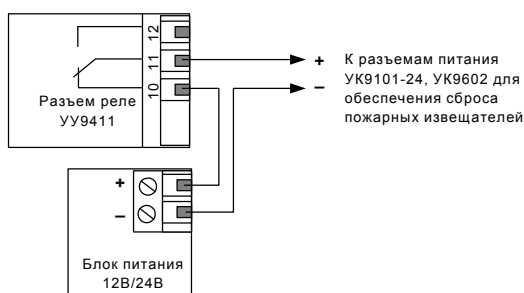 12
11
10
Разъем реле
УУ9411
+ К разъемам питания
– УК9101-24, УК9602 для
обеспечения сброса
пожарных извещателей
+
–
Блок питания
12В/24В